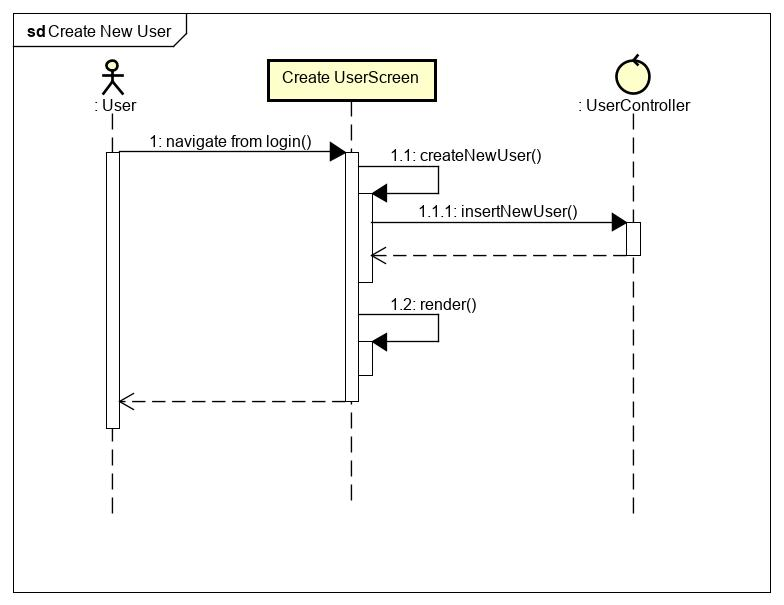 sd Create New User
: User
Create UserScreen
: UserController
1: navigate from login()
1.1: createNewUser()
1.1.1: insertNewUser()
1.2: render()